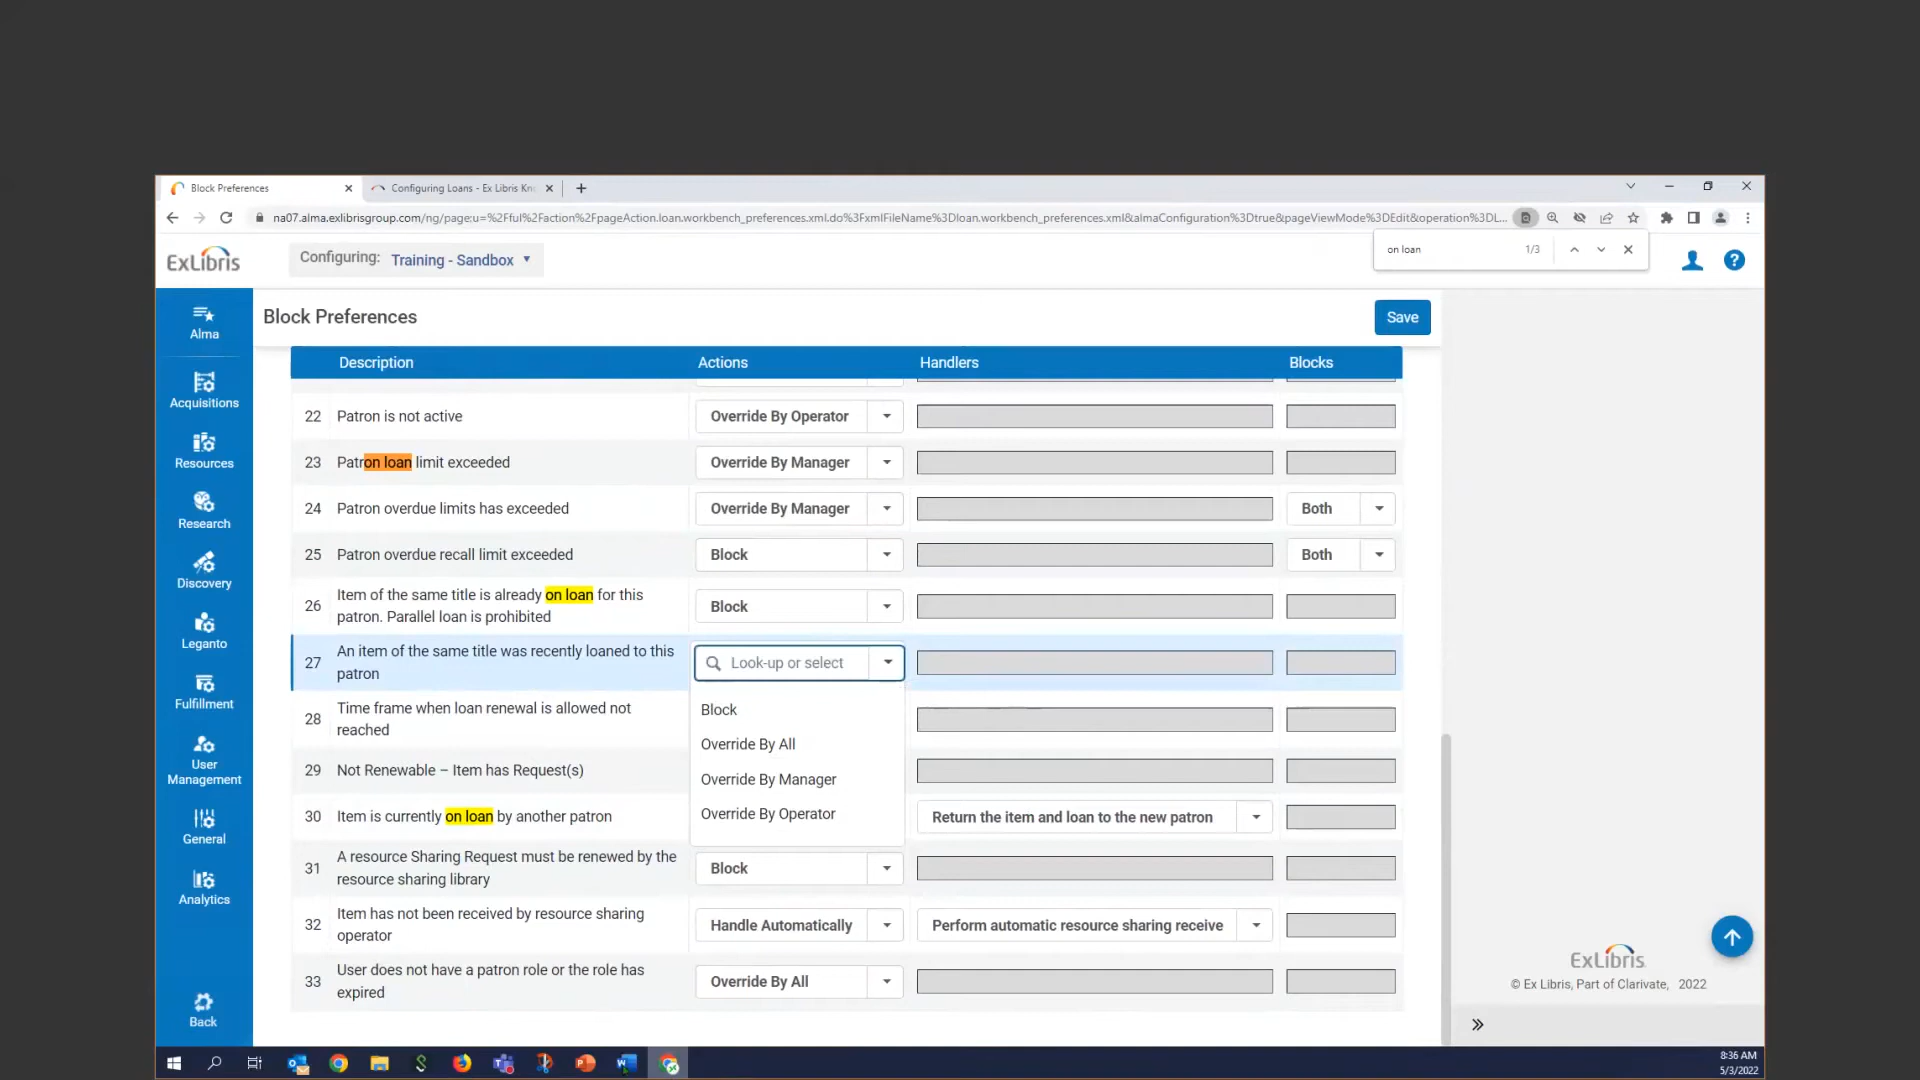 Block Preferences
Configuring Loans - Ex Libris Kn
na07.alma.exlibrisgroup.com/ng/page;u=%2Fful%2Faction%2FpageAction.loan.workbench_preferences.xml.do%3FxmlFileName%3Dloan.workbench_preferences.xml&almaConfiguration%3Dtrue&pageViewMode%3DEdit&operation%3DL...
on loan 1/3
ExLibris
Configuring: Training - Sandbox
Alma
Acquisitions
Resources
Research
Discovery
Leganto
Fulfillment
User
Management
General
Analytics
Back
Block Preferences
Save
Description Actions Handlers Blocks
22 Patron is not active Override By Operator
23 Patron loan limit exceeded Override By Manager
24 Patron overdue limits has exceeded Override By Manager Both
25 Patron overdue recall limit exceeded Block Both
26 Item of the same title is already on loan for this
patron. Parallel loan is prohibited Block
27 An item of the same title was recently loaned to this
patron Look-up or select
Block
Override By All
Override By Manager
Override By Operator
28 Time frame when loan renewal is allowed not
reached
29 Not Renewable – Item has Request(s)
30 Item is currently on loan by another patron Return the item and loan to the new patron
31 A resource Sharing Request must be renewed by the
resource sharing library Block
32 Item has not been received by resource sharing
operator Handle Automatically Perform automatic resource sharing receive
33 User does not have a patron role or the role has
expired Override By All
ExLibris
© Ex Libris, Part of Clarivate, 2022
8:36 AM
5/3/2022